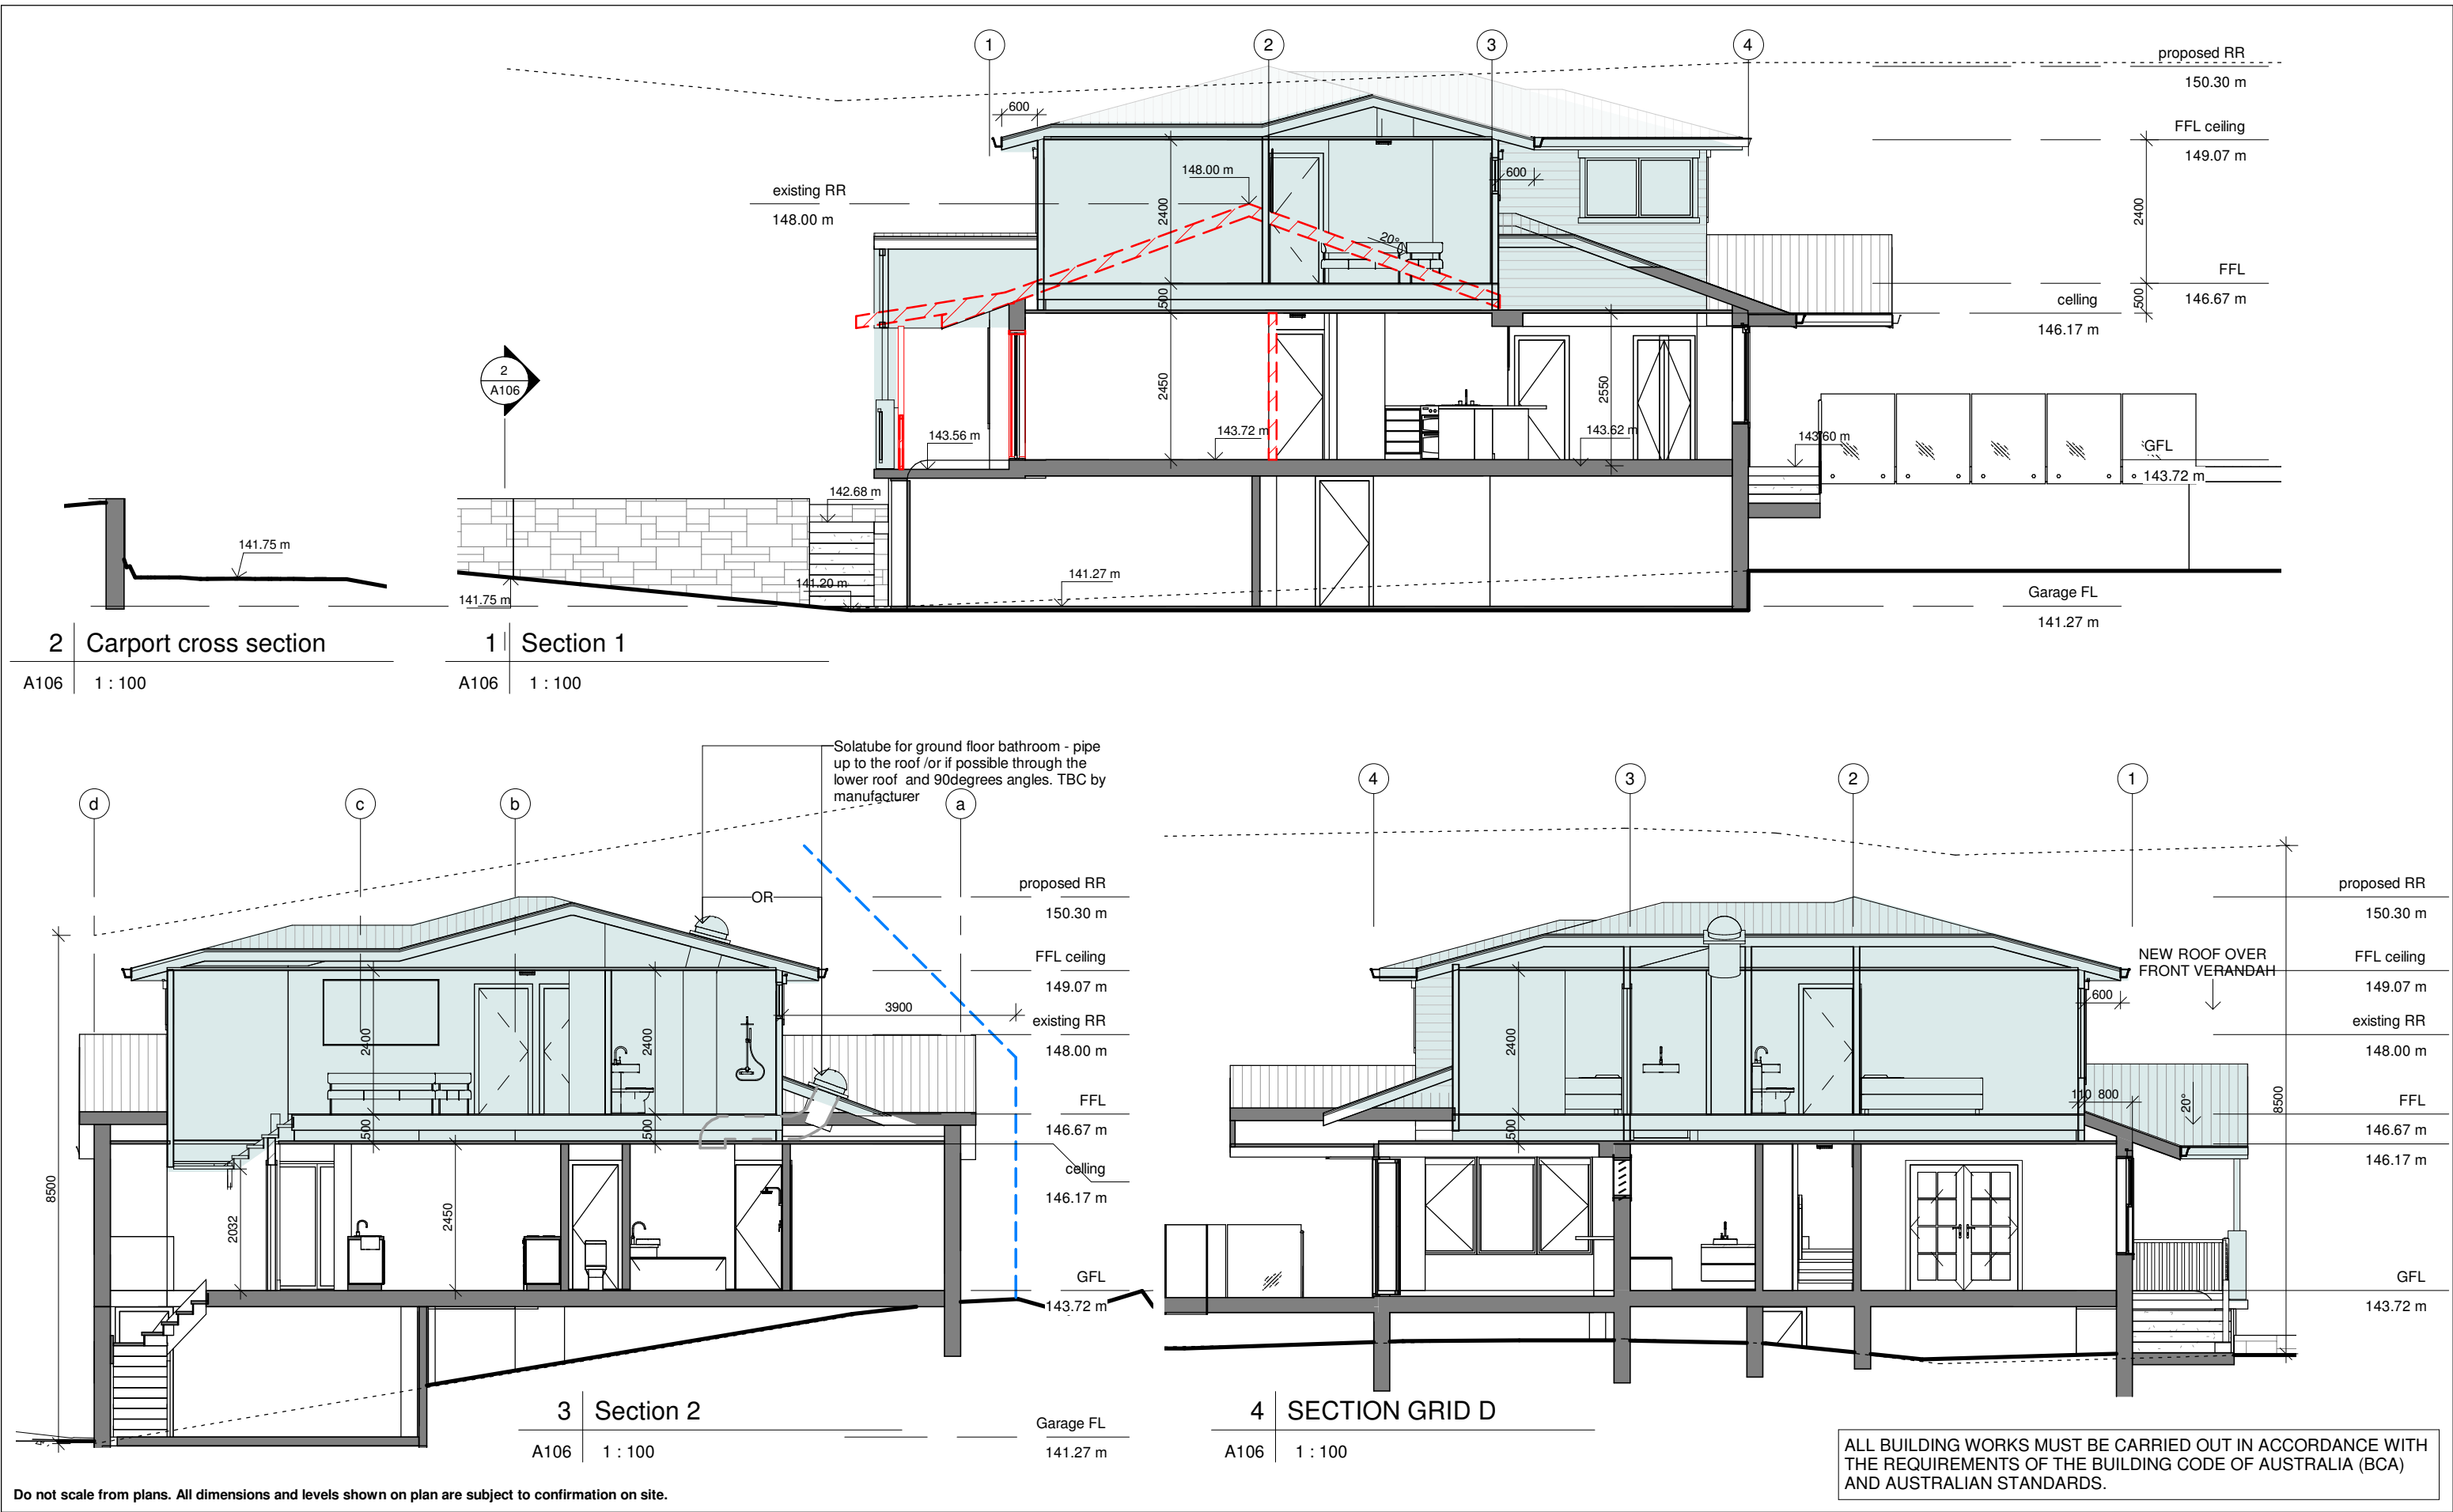 1
2
3
4
proposed RR
150.30 m
600
FFL ceiling
149.07 m
148.00 m
600
existing RR
148.00 m
2400
2400
20°
FFL
146.67 m
500
500
celling
146.17 m
2
A106
2450
2550
143.56 m
143.72 m
143.62 m
143.60 m
GFL
143.72 m
142.68 m
141.75 m
141.27 m
141.20 m
141.75 m
Garage FL
141.27 m
2 Carport cross section
A106 1 : 100
1 Section 1
A106 1 : 100
Solatube for ground floor bathroom - pipe
up to the roof /or if possible through the
lower roof and 90degrees angles. TBC by
manufacturer
d
c
b
a
OR
proposed RR
150.30 m
FFL ceiling
149.07 m
3900
existing RR
148.00 m
2400
2400
FFL
146.67 m
500
500
celling
146.17 m
8500
2032
2450
GFL
143.72 m
3 Section 2
A106 1 : 100
Garage FL
141.27 m
4
3
2
1
proposed RR
150.30 m
NEW ROOF OVER
FRONT VERANDAH
FFL ceiling
149.07 m
600
existing RR
148.00 m
2400
110 800
20°
8500
FFL
146.67 m
500
146.17 m
GFL
143.72 m
4 SECTION GRID D
A106 1 : 100
ALL BUILDING WORKS MUST BE CARRIED OUT IN ACCORDANCE WITH
THE REQUIREMENTS OF THE BUILDING CODE OF AUSTRALIA (BCA)
AND AUSTRALIAN STANDARDS.
Do not scale from plans. All dimensions and levels shown on plan are subject to confirmation on site.